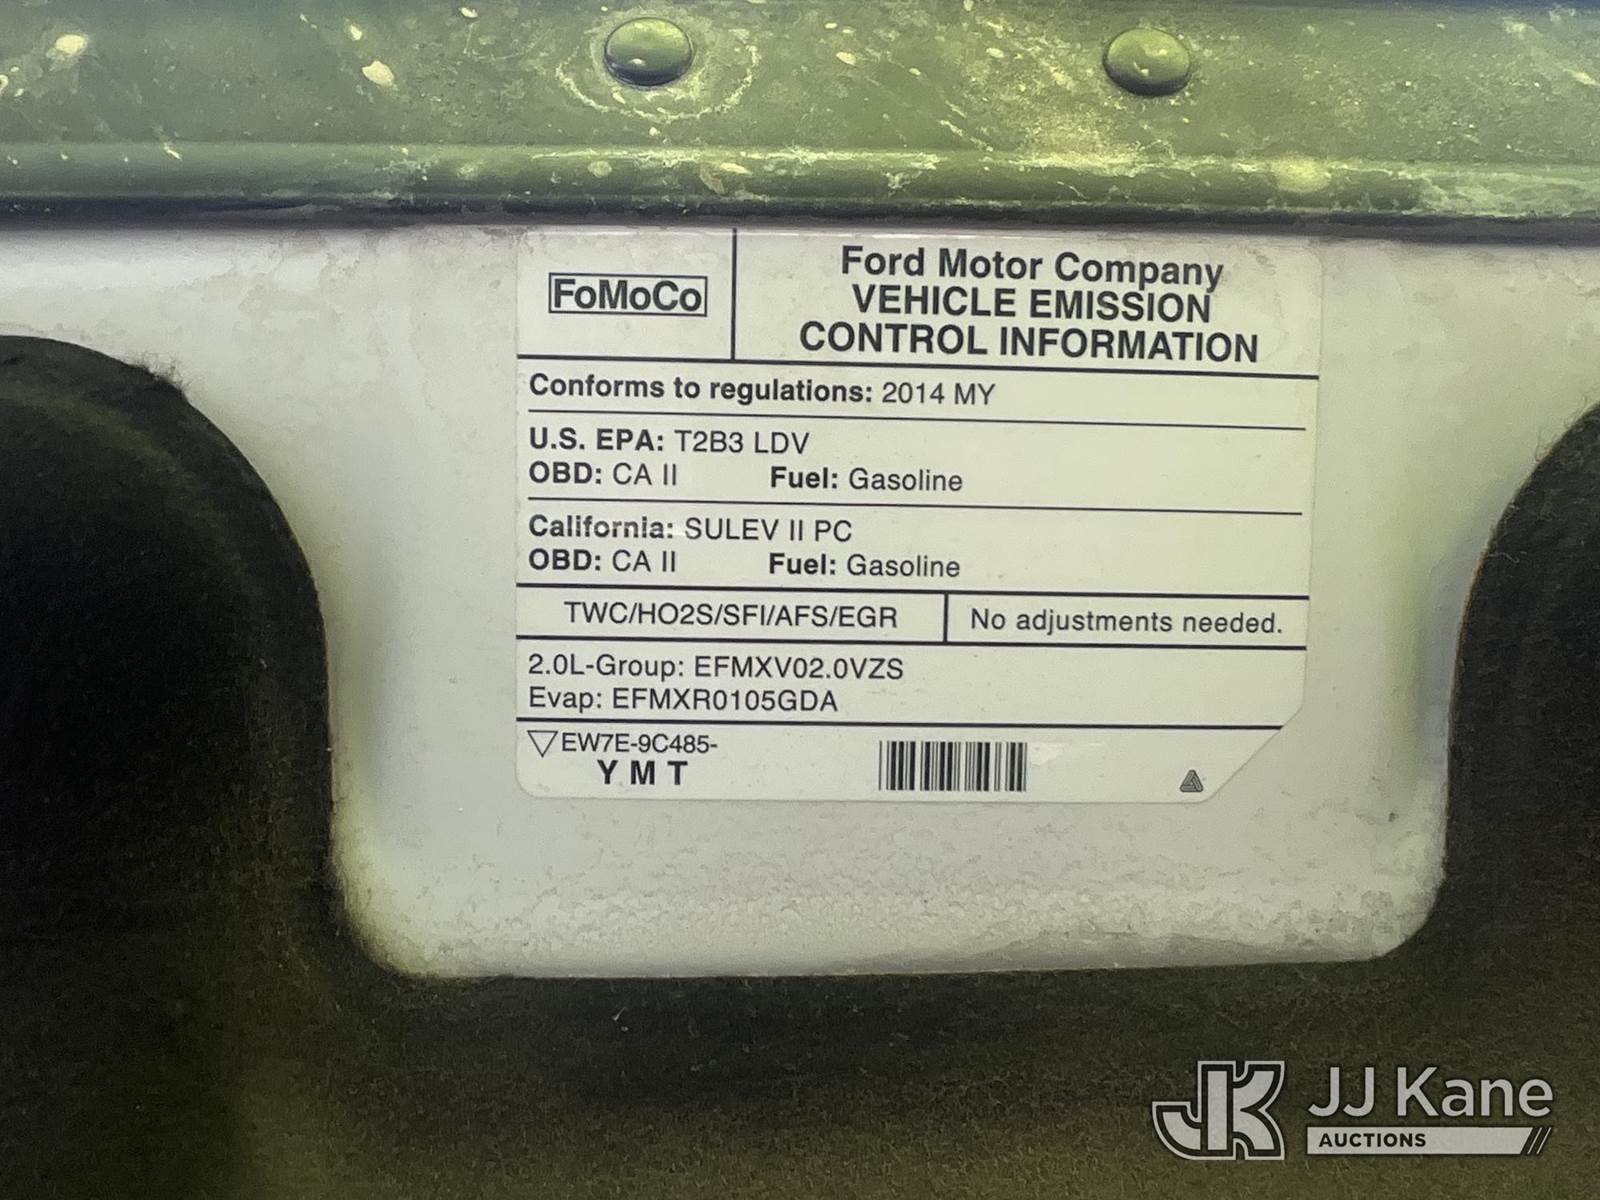 FoMoCo
Ford Motor Company
VEHICLE EMISSION
CONTROL INFORMATION
Conforms to regulations: 2014 MY
U.S. EPA: T2B3 LDV
OBD: CA II Fuel: Gasoline
California: SULEV II PC
OBD: CA II Fuel: Gasoline
TWC/HO2S/SFI/AFS/EGR No adjustments needed.
2.0L-Group: EFMXV02.0VZS
Evap: EFMXR0105GDA
EW7E-9C485-
Y M T
JK JJ Kane
AUCTIONS